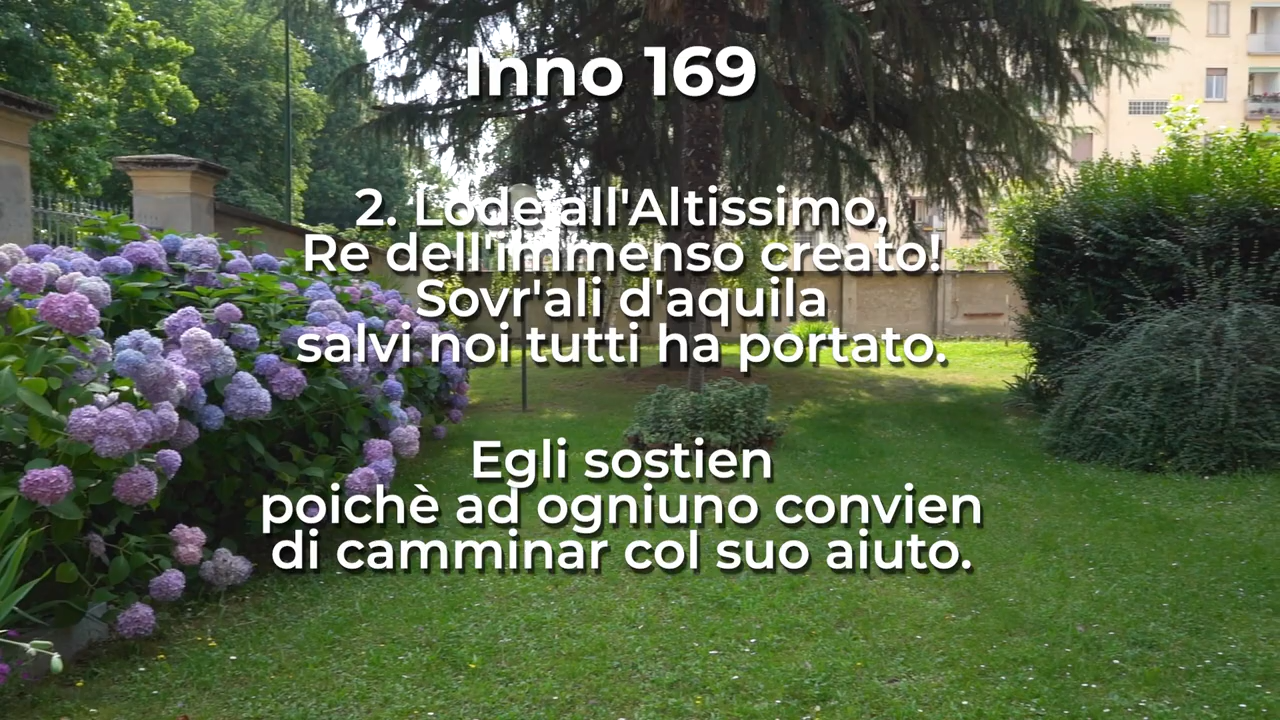 Inno 169
2. Lode all'Altissimo,
Re dell'immenso creato!
Sovr'ali d'aquila
salvi noi tutti ha portato.
Egli sostien
poichè ad ogniuno convien
di camminar col suo aiuto.